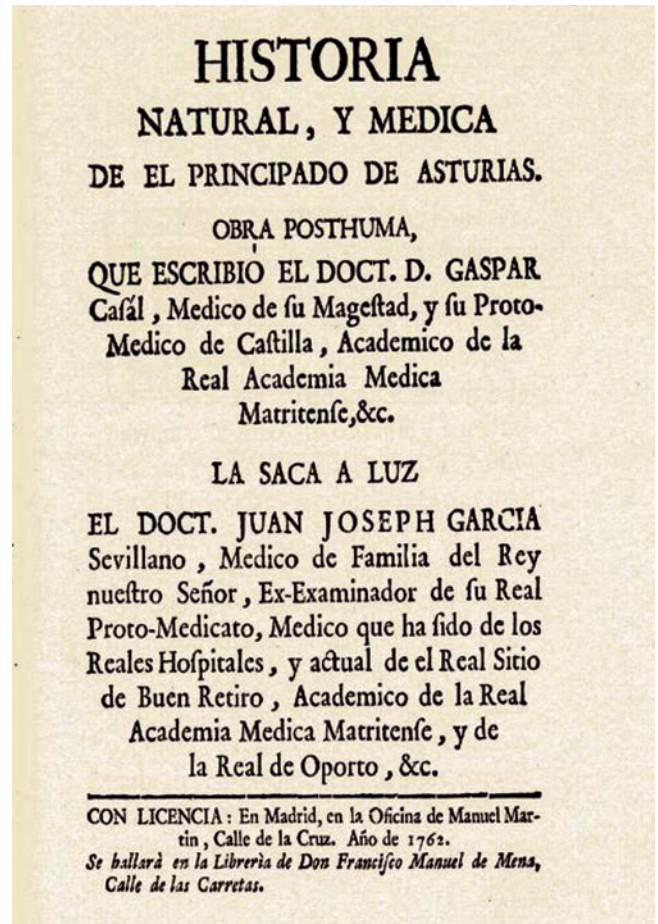 HISTORIA
NATURAL, Y MEDICA
DE EL PRINCIPADO DE ASTURIAS.
OBRA POSTHUMA,
QUE ESCRIBIÓ EL DOCT. D. GASPAR
Caſál, Medico de ſu Mageſtad, y ſu Proto-
Medico de Caſtilla, Academico de la
Real Academia Medica
Matritenſe,&c.
LA SACA A LUZ
EL DOCT. JUAN JOSEPH GARCIA
Sevillano, Medico de Familia del Rey
nueſtro Señor, Ex-Examinador de ſu Real
Proto-Medicato, Medico que ha ſido de los
Reales Hoſpitales, y actual de el Real Sitio
de Buen Retiro, Academico de la Real
Academia Medica Matritenſe, y de
la Real de Oporto, &c.
CON LICENCIA: En Madrid, en la Oficina de Manuel Mar-
tin, Calle de la Cruz. Año de 1762.
Se hallarà en la Librerìa de Don Franciſco Manuel de Mena,
Calle de las Carretas.